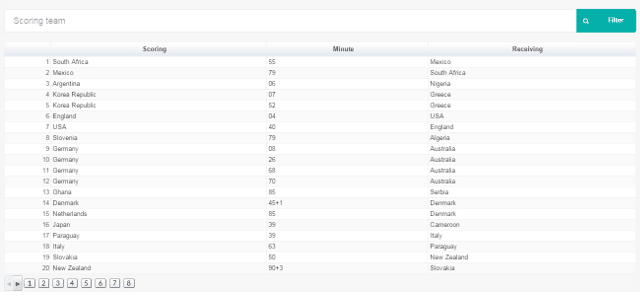 Scoring team Filter
Scoring Minute Receiving
1 South Africa 55 Mexico
2 Mexico 79 South Africa
3 Argentina 06 Nigeria
4 Korea Republic 07 Greece
5 Korea Republic 52 Greece
6 England 04 USA
7 USA 40 England
8 Slovenia 79 Algeria
9 Germany 08 Australia
10 Germany 26 Australia
11 Germany 68 Australia
12 Germany 70 Australia
13 Ghana 85 Serbia
14 Denmark 45+1 Denmark
15 Netherlands 85 Denmark
16 Japan 39 Cameroon
17 Paraguay 39 Italy
18 Italy 63 Paraguay
19 Slovakia 50 New Zealand
20 New Zealand 90+3 Slovakia
1 2 3 4 5 6 7 8